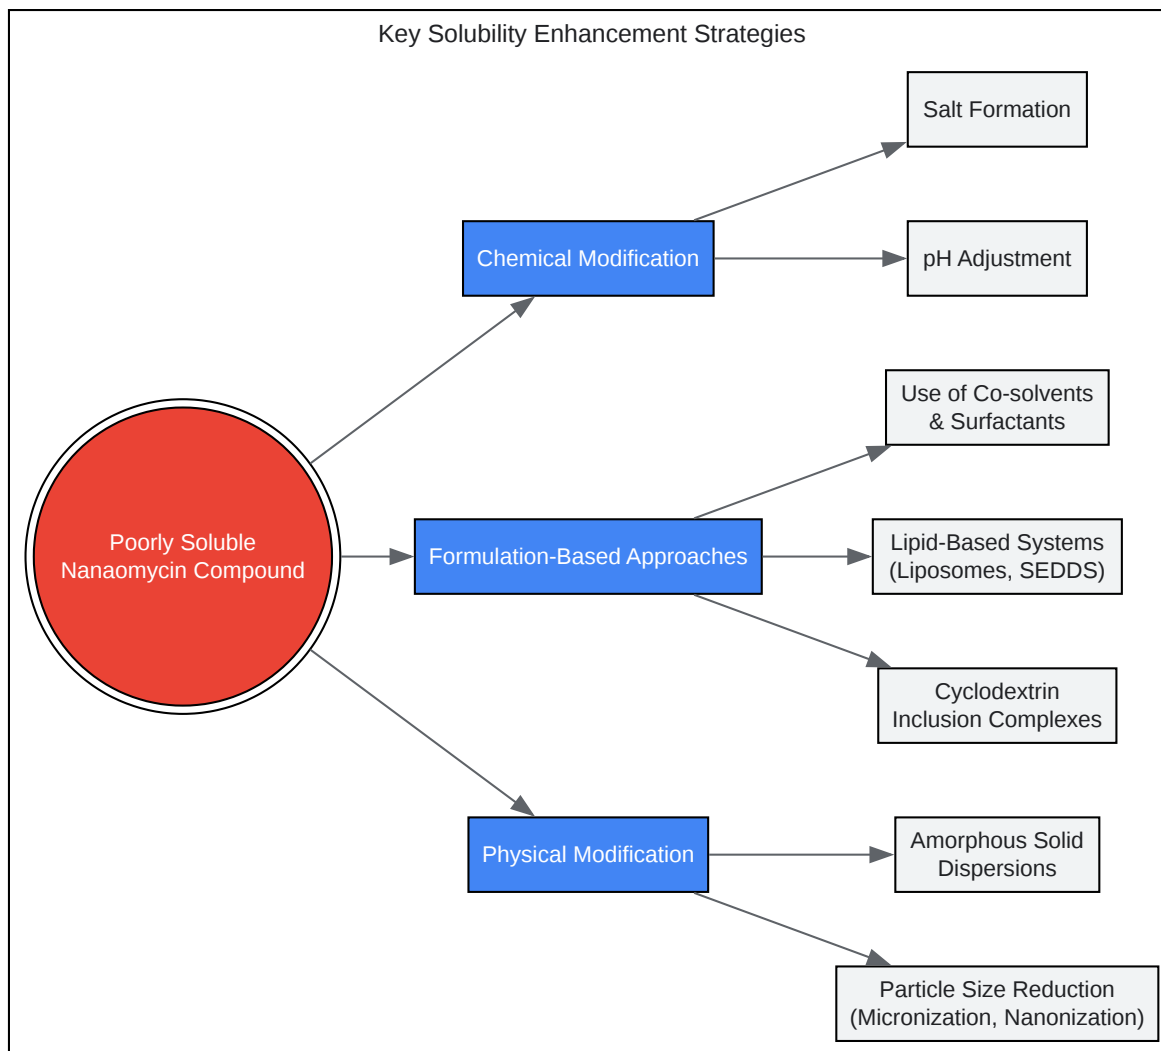 Key Solubility Enhancement Strategies
Salt Formation
Chemical Modification
pH Adjustment
Use of Co-solvents
& Surfactants
Poorly Soluble
Nanaomycin Compound
Formulation-Based Approaches
Lipid-Based Systems
(Liposomes, SEDDS)
Cyclodextrin
Inclusion Complexes
Physical Modification
Amorphous Solid
Dispersions
Particle Size Reduction
(Micronization, Nanonization)